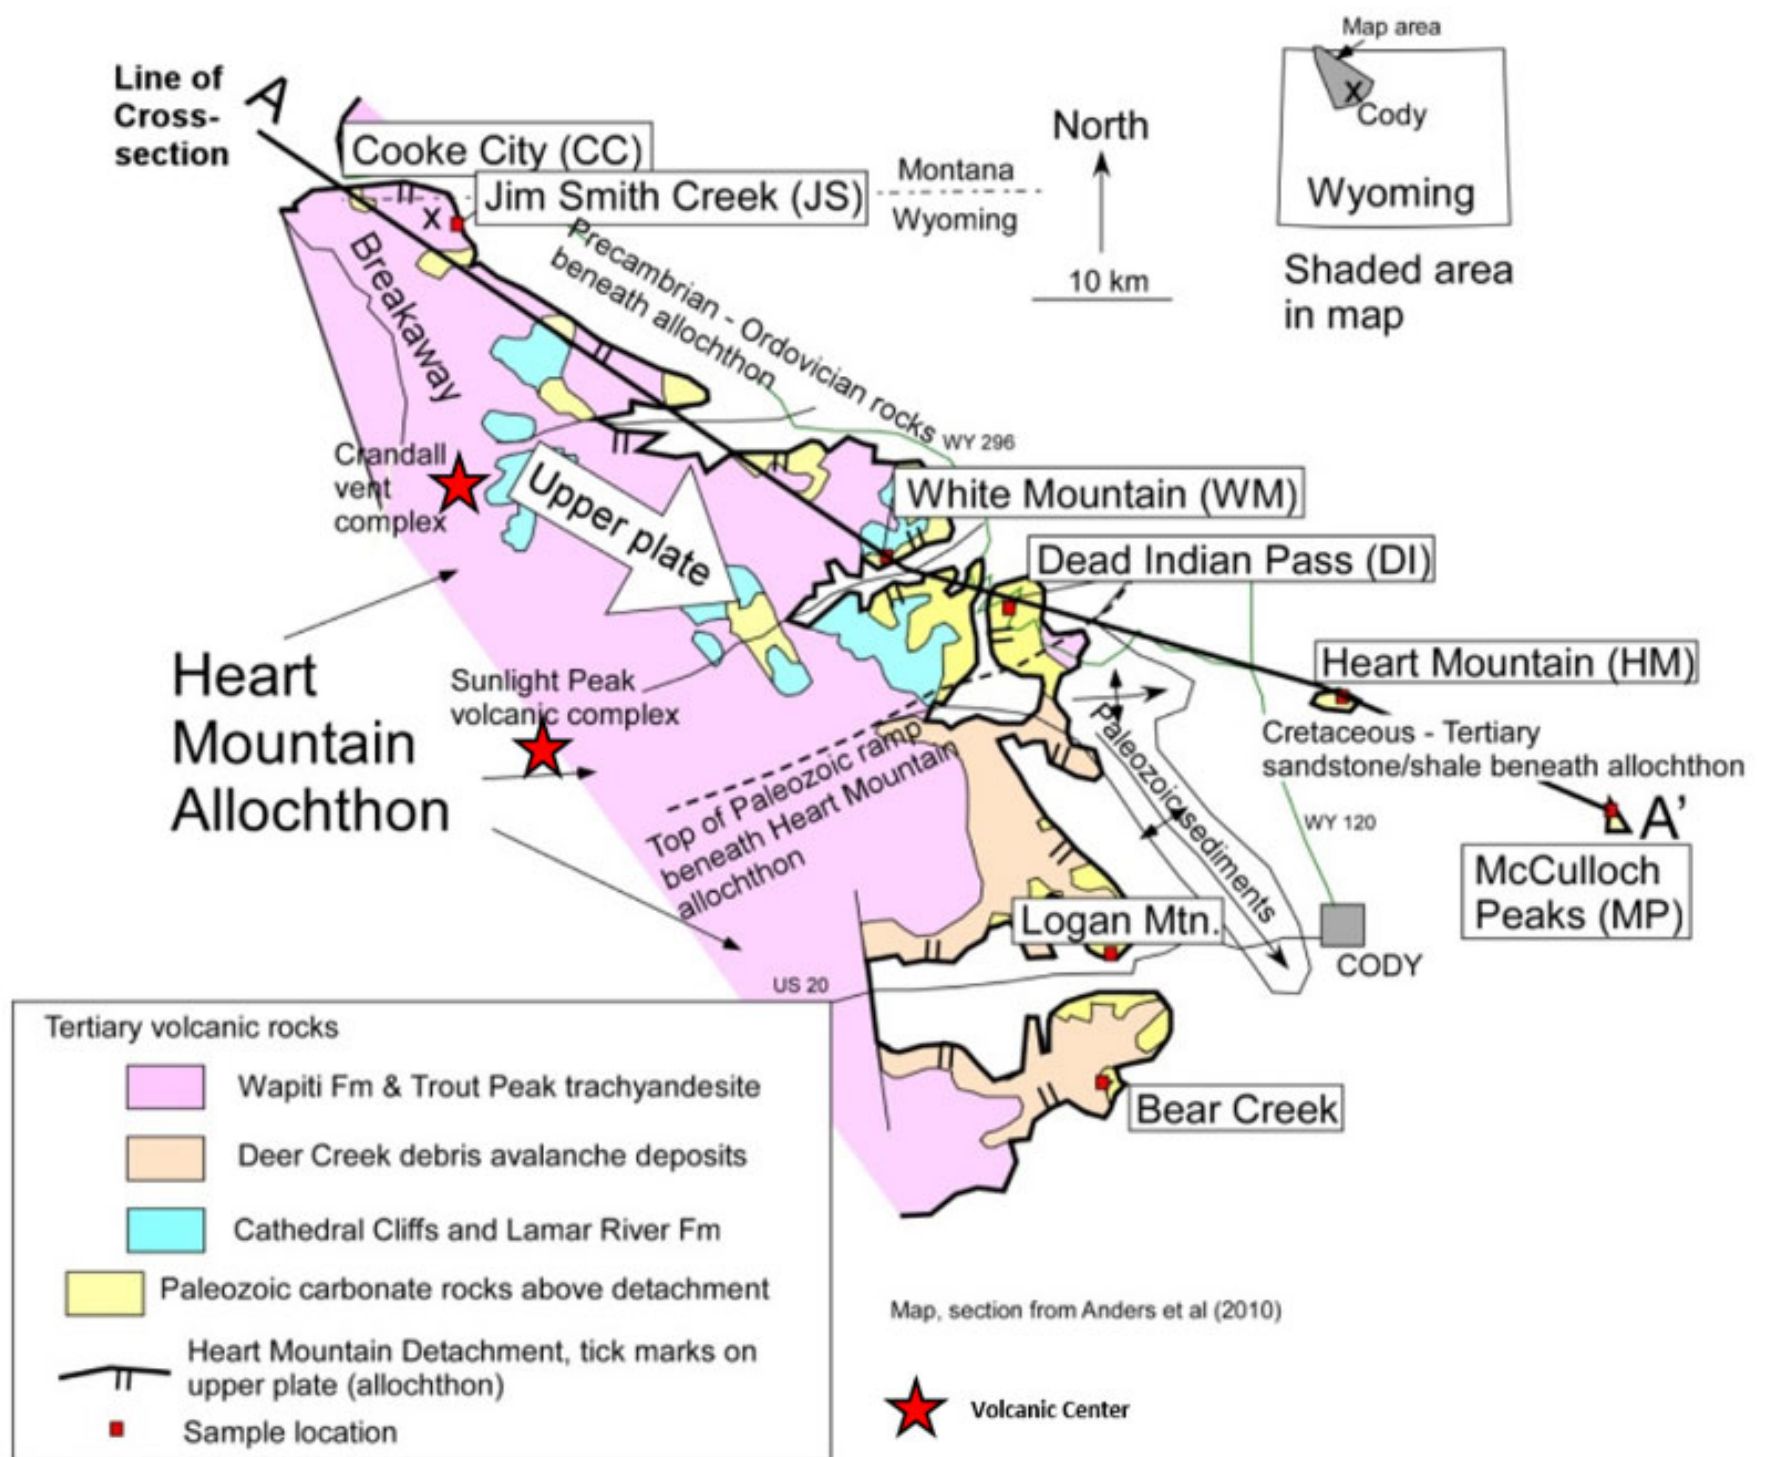 Line of
Cross-
section
A
Cooke City (CC)
Jim Smith Creek (JS)
X
Montana
Wyoming
North
10 km
Map area
X
Cody
Wyoming
Shaded area
in map
Breakaway
Precambrian - Ordovician rocks
beneath allochthon
WY 296
Crandall
vent
complex
Upper plate
White Mountain (WM)
Dead Indian Pass (DI)
Heart Mountain (HM)
Heart
Mountain
Allochthon
Sunlight Peak
volcanic complex
Cretaceous - Tertiary
sandstone/shale beneath allochthon
Paleozoic sediments
Top of Paleozoic ramp
beneath Heart Mountain
allochthon
WY 120
A'
McCulloch
Peaks (MP)
Logan Mtn.
CODY
US 20
Bear Creek
Tertiary volcanic rocks
Wapiti Fm & Trout Peak trachyandesite
Deer Creek debris avalanche deposits
Cathedral Cliffs and Lamar River Fm
Paleozoic carbonate rocks above detachment
Heart Mountain Detachment, tick marks on
upper plate (allochthon)
Sample location
Map, section from Anders et al (2010)
Volcanic Center